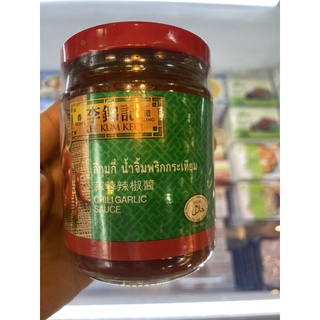 李錦記
LEE KUM KEE
ลีกุมกี่ น้ำจิ้มพริกกระเทียม
蒜蓉辣椒醬
CHILI GARLIC
SAUCE